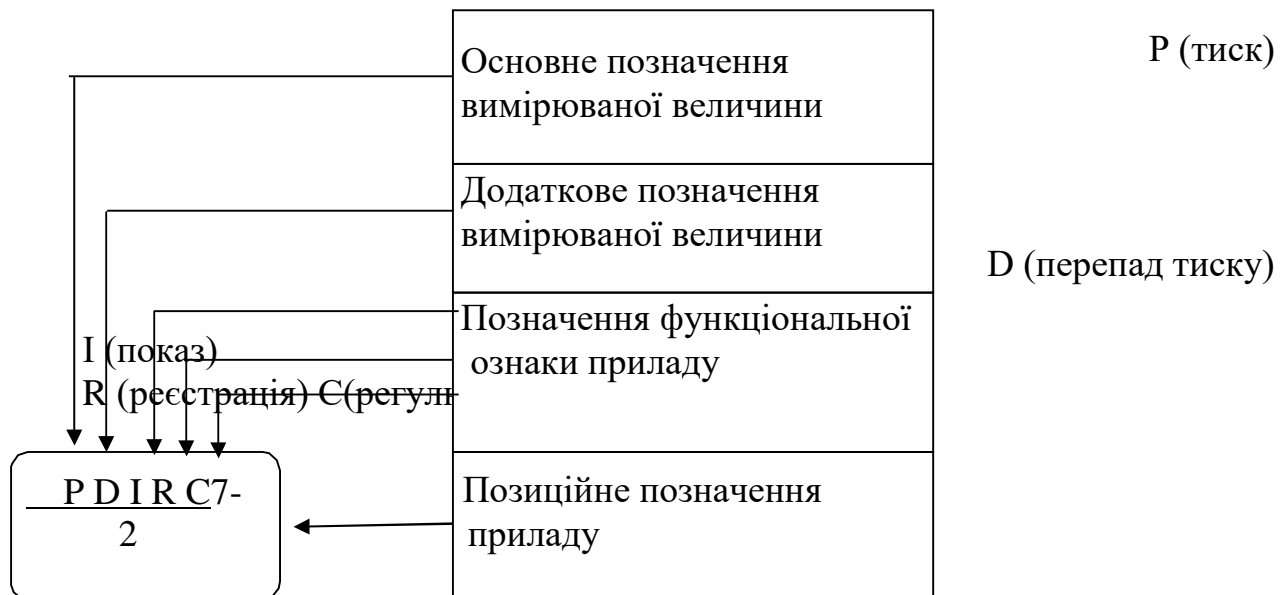 Основне позначення
вимірюваної величини
P (тиск)
Додаткове позначення
вимірюваної величини
D (перепад тиску)
Позначення функціональної
ознаки приладу
I (показ)
R (реєстрація) C(регулн
P D I R C7-
2
Позиційне позначення
приладу